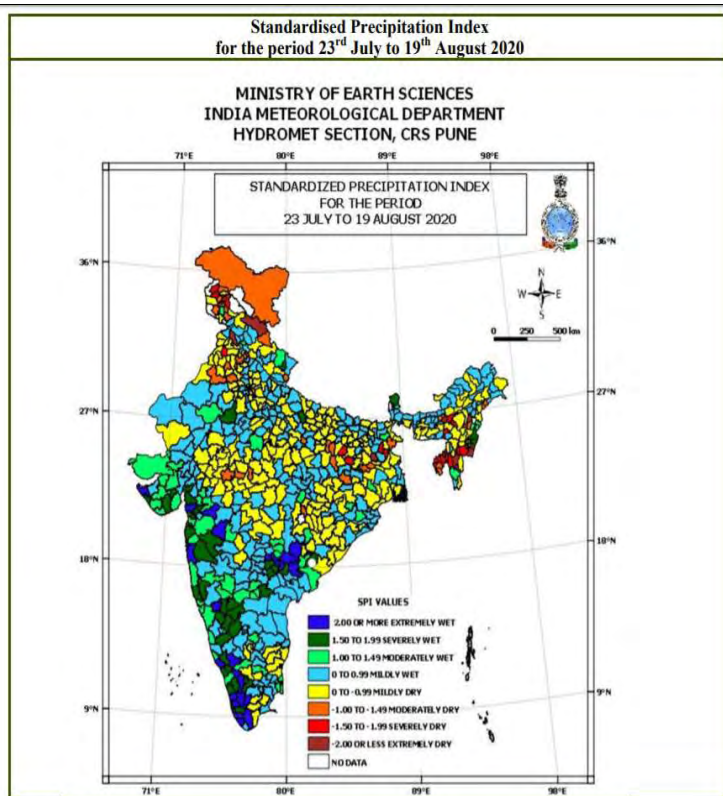 Standardised Precipitation Index
for the period 23rd July to 19th August 2020
MINISTRY OF EARTH SCIENCES
INDIA METEOROLOGICAL DEPARTMENT
HYDROMET SECTION, CRS PUNE
71°E 80°E 89°E 98°E
STANDARDIZED PRECIPITATION INDEX
FOR THE PERIOD
23 JULY TO 19 AUGUST 2020
36°N 36°N
N
W E
S
0 250 500 km
27°N 27°N
18°N 18°N
SPI VALUES
2.00 OR MORE EXTREMELY WET
1.50 TO 1.99 SEVERELY WET
1.00 TO 1.49 MODERATELY WET
0 TO 0.99 MILDLY WET
0 TO -0.99 MILDLY DRY
-1.00 TO -1.49 MODERATELY DRY
-1.50 TO -1.99 SEVERELY DRY
-2.00 OR LESS EXTREMELY DRY
NO DATA
9°N 9°N
71°E 80°E 89°E 98°E